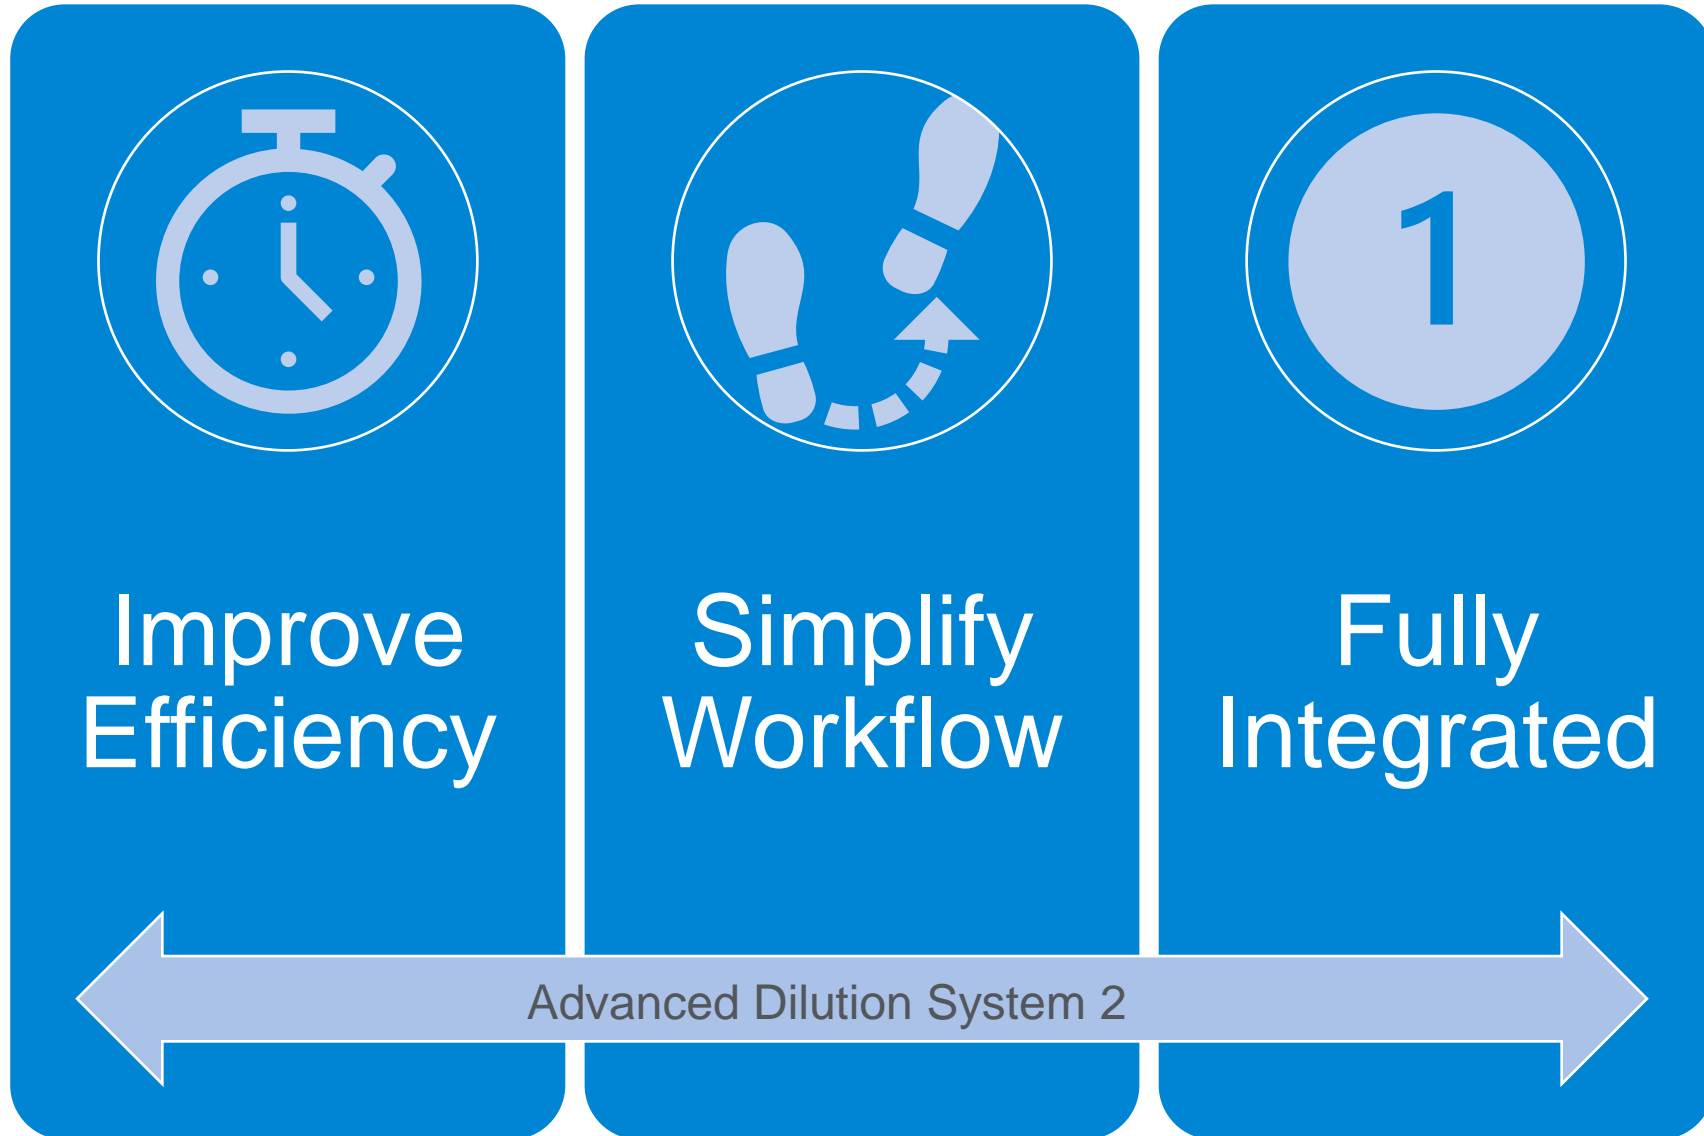 1
Improve
Efficiency
Simplify
Workflow
Fully
Integrated
Advanced Dilution System 2